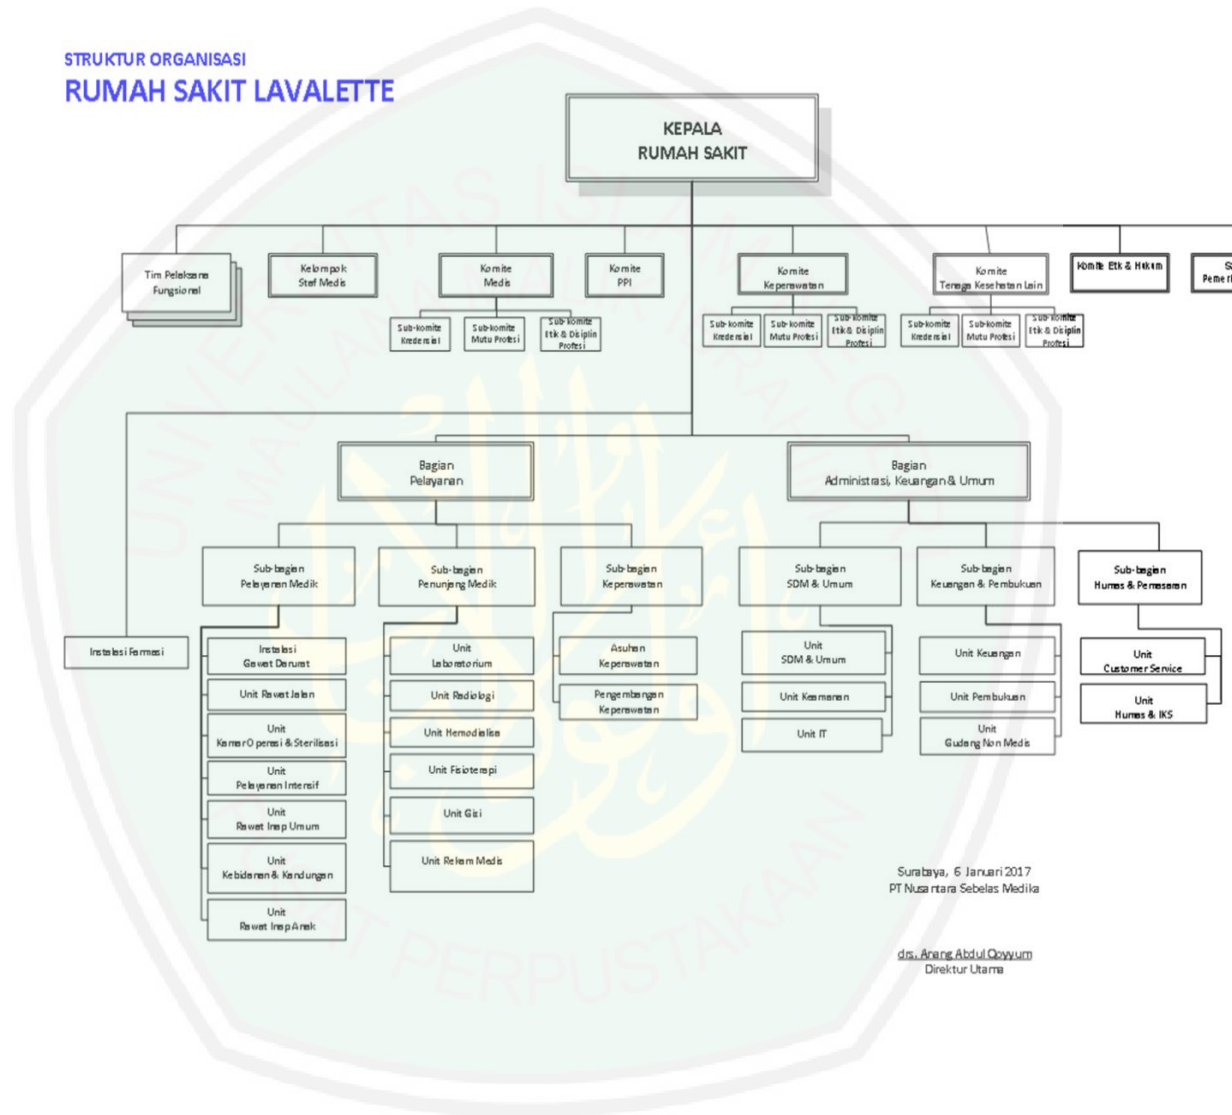 STRUKTUR ORGANISASI
RUMAH SAKIT LAVALETTE
KEPALA
RUMAH SAKIT
Tim Pelaksana
Fungsional
Kelompok
Staf Medis
Komite
Medis
Komite
PPI
Komite
Keperawatan
Komite
Tenaga Kesehatan Lain
Komite Etik & Hukum
Sub-komite
Kredensial
Sub-komite
Mutu Profesi
Sub-komite
Etik & Disiplin
Profesi
Sub-komite
Kredensial
Sub-komite
Mutu Profesi
Sub-komite
Etik & Disiplin
Profesi
Sub-komite
Kredensial
Sub-komite
Mutu Profesi
Sub-komite
Etik & Disiplin
Profesi
Bagian
Pelayanan
Bagian
Administrasi, Keuangan & Umum
Sub-bagian
Pelayanan Medik
Sub-bagian
Penunjang Medik
Sub-bagian
Keperawatan
Sub-bagian
SDM & Umum
Sub-bagian
Keuangan & Pembukuan
Sub-bagian
Humas & Pemasaran
Instalasi Farmasi
Instalasi
Gawat Darurat
Unit Rawat Jalan
Unit
Kamar Operasi & Sterilisasi
Unit
Pelayanan Intensif
Unit
Rawat Inap Umum
Unit
Kebidanan & Kandungan
Unit
Rawat Inap Anak
Unit
Laboratorium
Unit Radiologi
Unit Hemodialisa
Unit Fisioterapi
Unit Gizi
Unit Rekam Medis
Asuhan
Keperawatan
Pengembangan
Keperawatan
Unit
SDM & Umum
Unit Keamanan
Unit IT
Unit Keuangan
Unit Pembukuan
Unit
Gudang Non Medis
Unit
Customer Service
Unit
Humas & IKS
Surabaya, 6 Januari 2017
PT Nusantara Sebelas Medika
drs. Anang Abdul Qoyyum
Direktur Utama
UNIVERSITAS ISLAM NEGERI
MAULANA MALIK IBRAHIM
PUSAT PERPUSTAKAAN